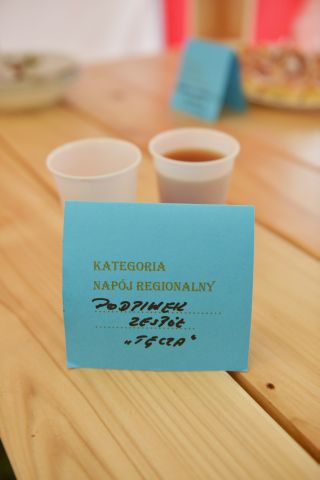 KATEGORIA
NAPÓJ REGIONALNY
PODPIWEK
ZESPÓŁ
„TĘCZA"